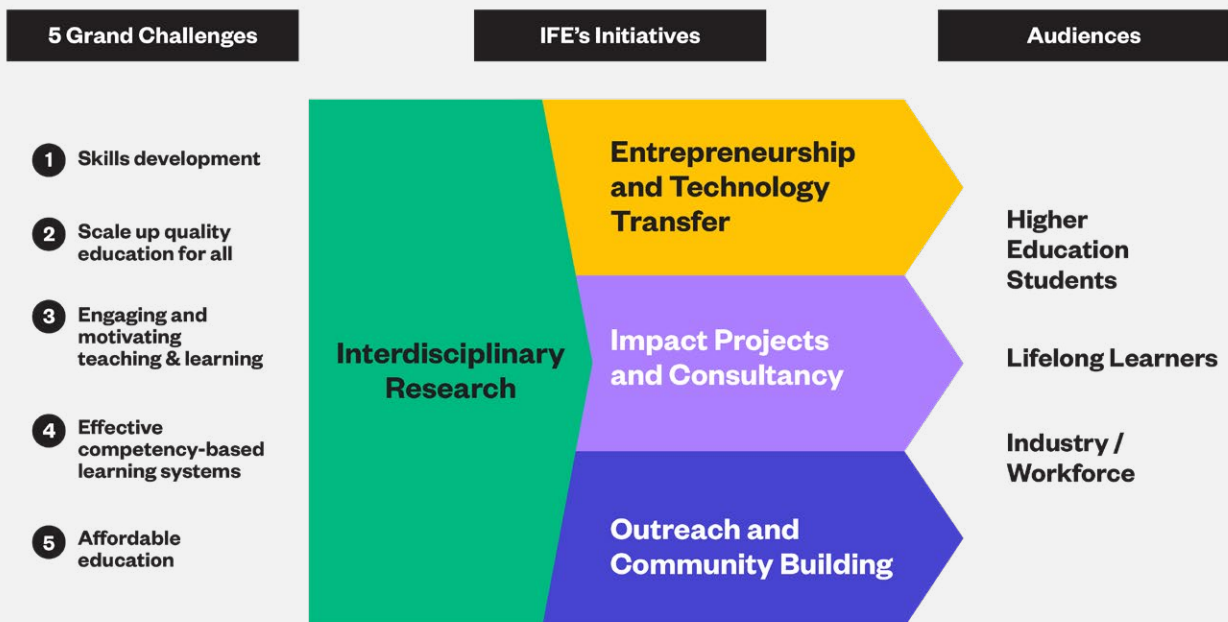 5 Grand Challenges
IFE's Initiatives
Audiences
1 Skills development
2 Scale up quality
education for all
3 Engaging and
motivating
teaching & learning
4 Effective
competency-based
learning systems
5 Affordable
education
Interdisciplinary
Research
Entrepreneurship
and Technology
Transfer
Impact Projects
and Consultancy
Outreach and
Community Building
Higher
Education
Students
Lifelong Learners
Industry /
Workforce